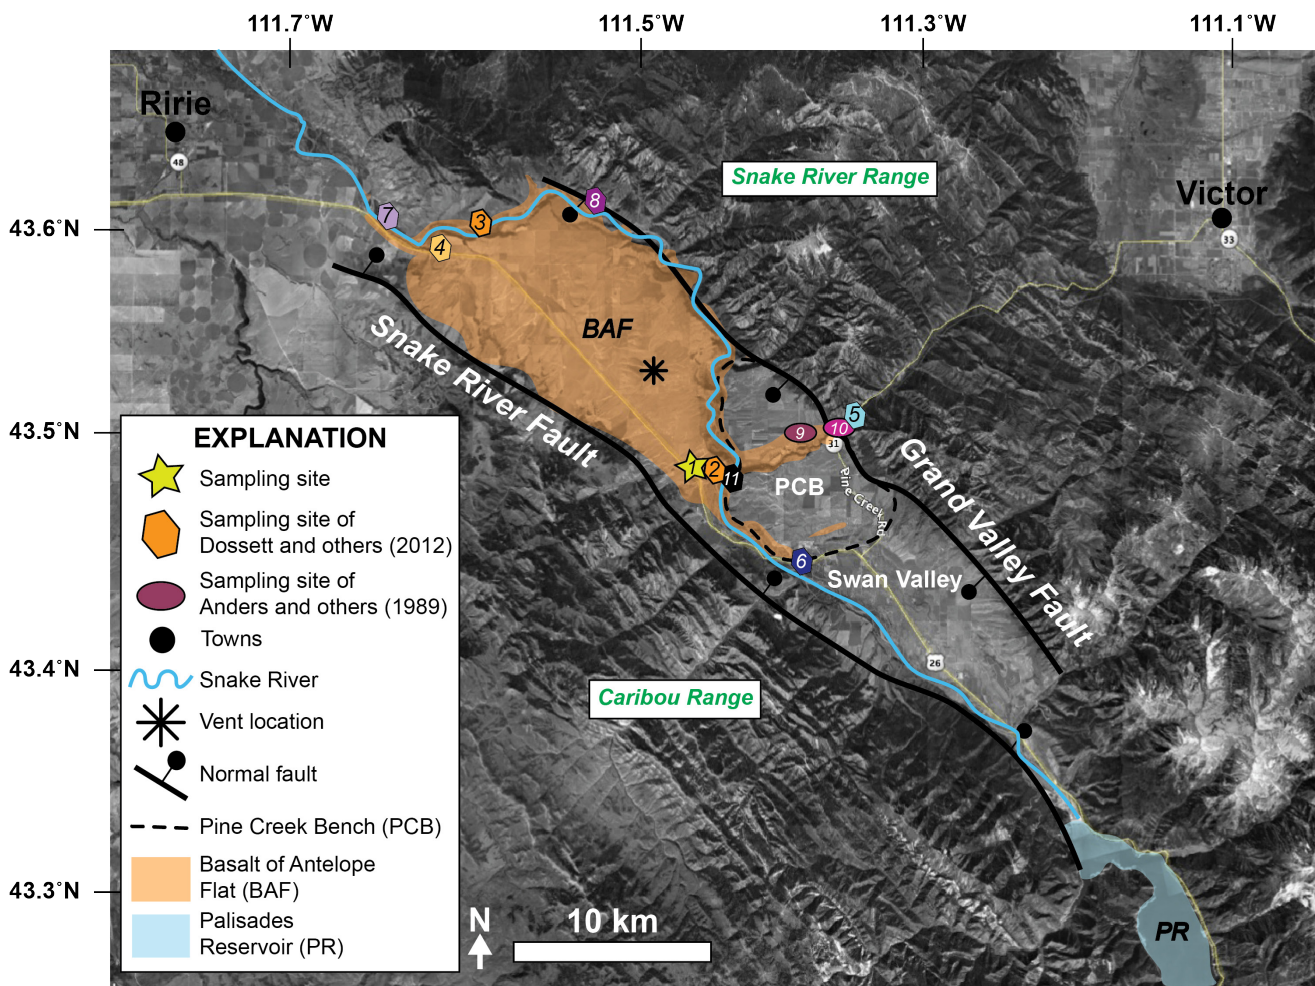 111.7°W
111.5°W
111.3°W
111.1°W
Ririe
48
Snake River Range
Victor
33
43.6°N
7
3
8
4
BAF
Snake River Fault
43.5°N
9
10
5
31
1
2
11
PCB
Pine Creek Rd
Grand Valley Fault
6
Swan Valley
26
43.4°N
Caribou Range
43.3°N
EXPLANATION
Sampling site
Sampling site of
Dossett and others (2012)
Sampling site of
Anders and others (1989)
Towns
Snake River
Vent location
Normal fault
Pine Creek Bench (PCB)
Basalt of Antelope
Flat (BAF)
Palisades
Reservoir (PR)
N
10 km
PR